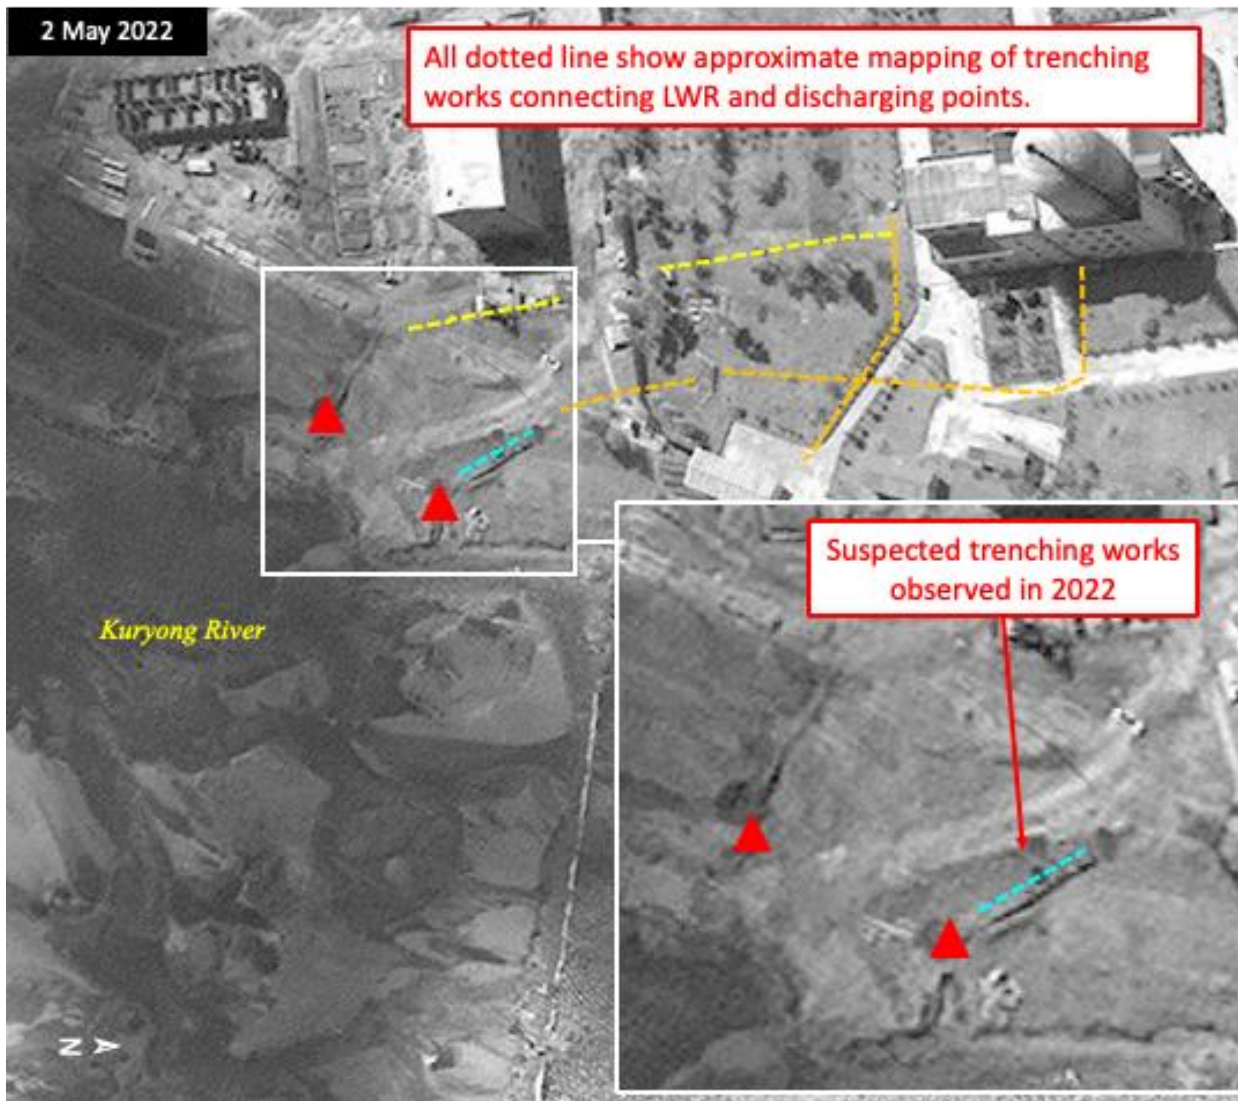 2 May 2022
All dotted line show approximate mapping of trenching
works connecting LWR and discharging points.
Suspected trenching works
observed in 2022
Kuryong River
N